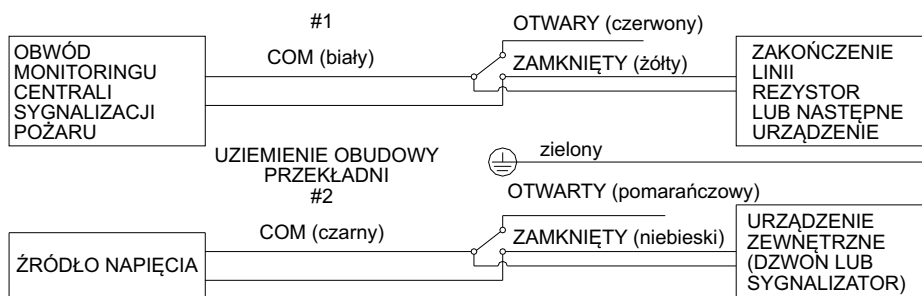 #1
OTWARY (czerwony)
OBWÓD
MONITORINGU
CENTRALI
SYGNALIZACJI
POŻARU
COM (biały)
ZAMKNIĘTY (żółty)
ZAKOŃCZENIE
LINII
REZYSTOR
LUB NASTĘPNE
URZĄDZENIE
UZIEMIENIE OBUDOWY
PRZEKŁADNI
zielony
#2
OTWARTY (pomarańczowy)
COM (czarny)
ZAMKNIĘTY (niebieski)
ŹRÓDŁO NAPIĘCIA
URZĄDZENIE
ZEWNĘTRZNE
(DZWON LUB
SYGNALIZATOR)